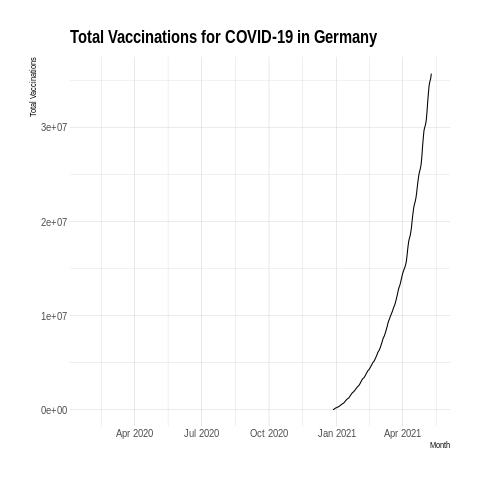 Total Vaccinations for COVID-19 in Germany
Total Vaccinations
3e+07
2e+07
1e+07
0e+00
Apr 2020 Jul 2020 Oct 2020 Jan 2021 Apr 2021
Month